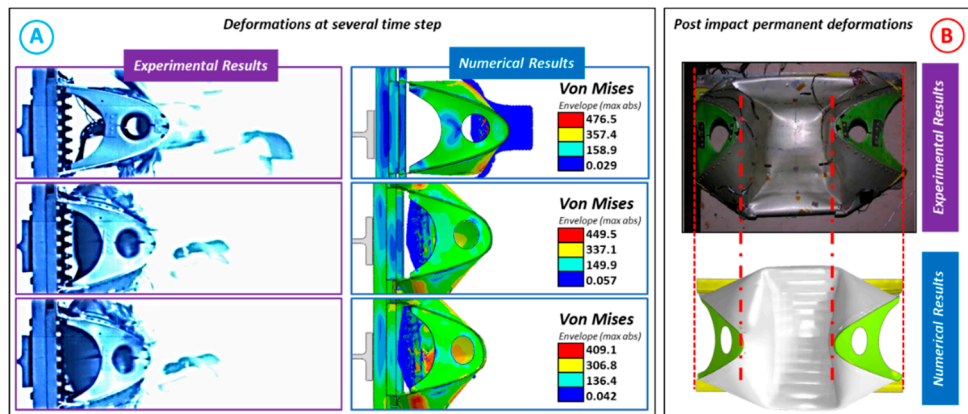 A
Deformations at several time step
Experimental Results
Numerical Results
Von Mises
Envelope (max abs)
476.5
357.4
158.9
0.029
Von Mises
Envelope (max abs)
449.5
337.1
149.9
0.057
Von Mises
Envelope (max abs)
409.1
306.8
136.4
0.042
Post impact permanent deformations
B
Experimental Results
Numerical Results